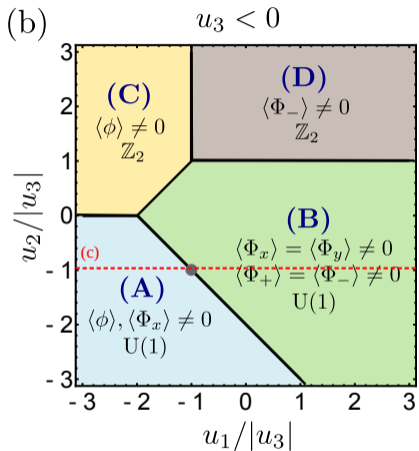 (b)
u₃ < 0
u₂/|u₃|
3
2
1
0
- 1
- 2
- 3
(C)
⟨ϕ⟩ ≠ 0
ℤ₂
(D)
⟨Φ₋⟩ ≠ 0
ℤ₂
(B)
⟨Φₓ⟩ = ⟨Φ_y⟩ ≠ 0
⟨Φ₊⟩ = ⟨Φ₋⟩ ≠ 0
U(1)
(c)
(A)
⟨ϕ⟩, ⟨Φₓ⟩ ≠ 0
U(1)
- 3 - 2 - 1 0 1 2 3
u₁/|u₃|